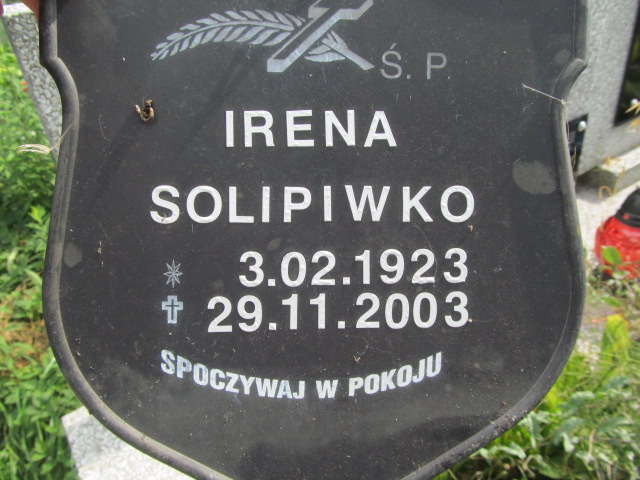 Ś. P
IRENA
SOLIPIWKO
3.02.1923
29.11.2003
SPOCZYWAJ W POKOJU